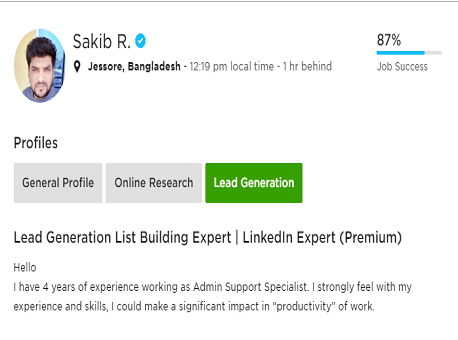 Sakib R.
87%
Jessore, Bangladesh - 12:19 pm local time - 1 hr behind
Job Success
Profiles
General Profile
Online Research
Lead Generation
Lead Generation List Building Expert | LinkedIn Expert (Premium)
Hello
I have 4 years of experience working as Admin Support Specialist. I strongly feel with my
experience and skills, I could make a significant impact in “productivity” of work.